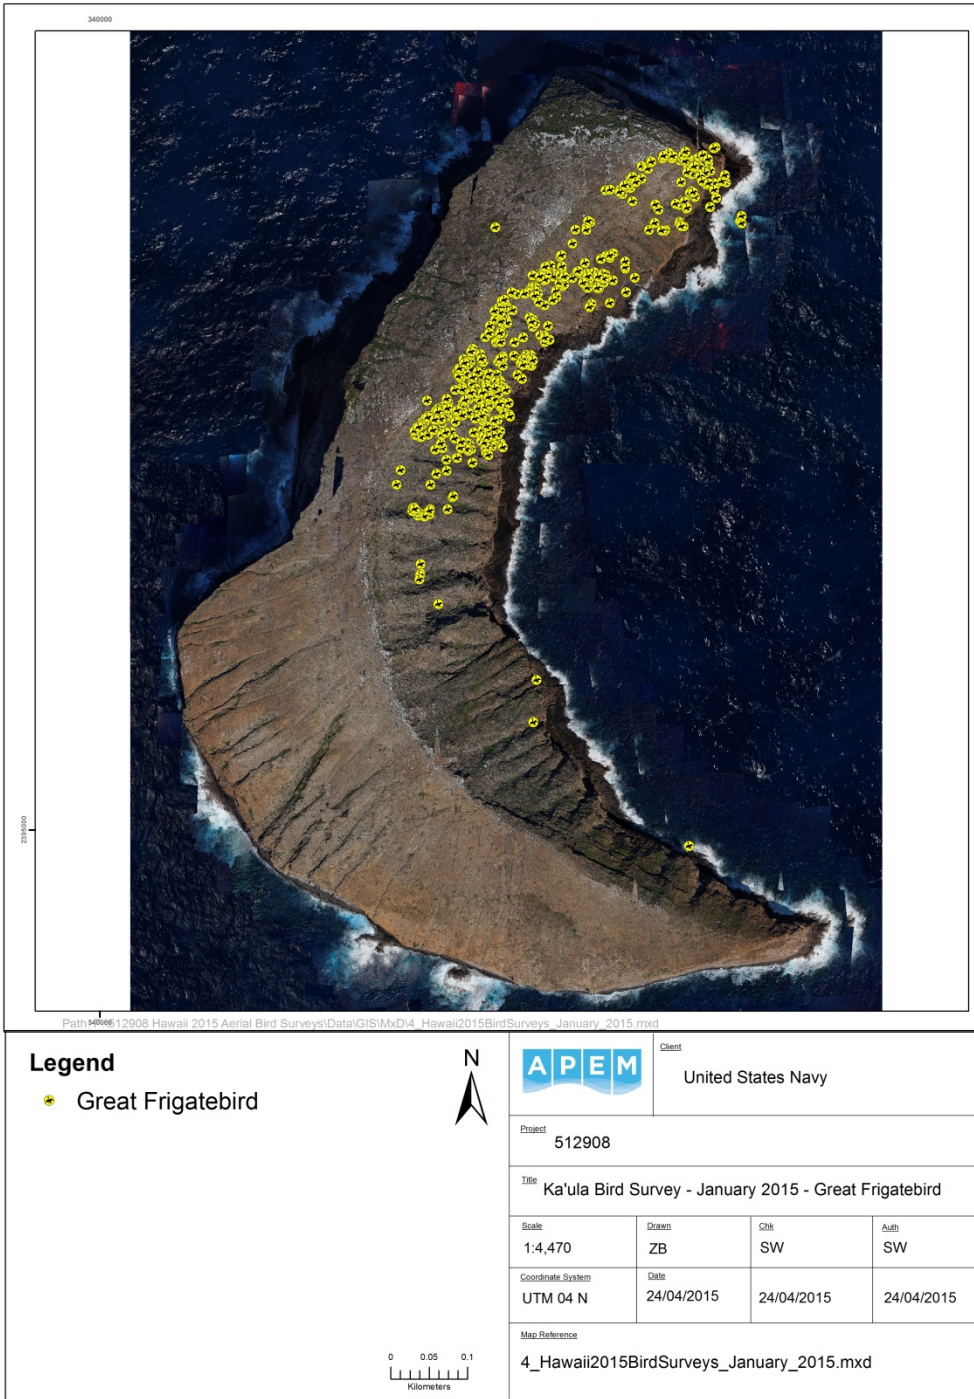 340000
2395000
340000
Path: 512908 Hawaii 2015 Aerial Bird Surveys\Data\GIS\MxD\4_Hawaii2015BirdSurveys_January_2015.mxd
Legend
Great Frigatebird
N
0 0.05 0.1
Kilometers
APEM
Client
United States Navy
Project
512908
Title
Ka'ula Bird Survey - January 2015 - Great Frigatebird
Scale
1:4,470
Drawn
ZB
Chk
SW
Auth
SW
Coordinate System
UTM 04 N
Date
24/04/2015
24/04/2015
24/04/2015
Map Reference
4_Hawaii2015BirdSurveys_January_2015.mxd